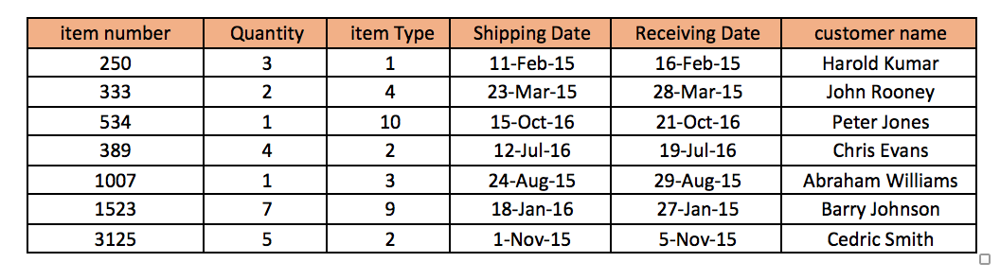 item number Quantity item Type Shipping Date Receiving Date customer name
250 3 1 11-Feb-15 16-Feb-15 Harold Kumar
333 2 4 23-Mar-15 28-Mar-15 John Rooney
534 1 10 15-Oct-16 21-Oct-16 Peter Jones
389 4 2 12-Jul-16 19-Jul-16 Chris Evans
1007 1 3 24-Aug-15 29-Aug-15 Abraham Williams
1523 7 9 18-Jan-16 27-Jan-15 Barry Johnson
3125 5 2 1-Nov-15 5-Nov-15 Cedric Smith